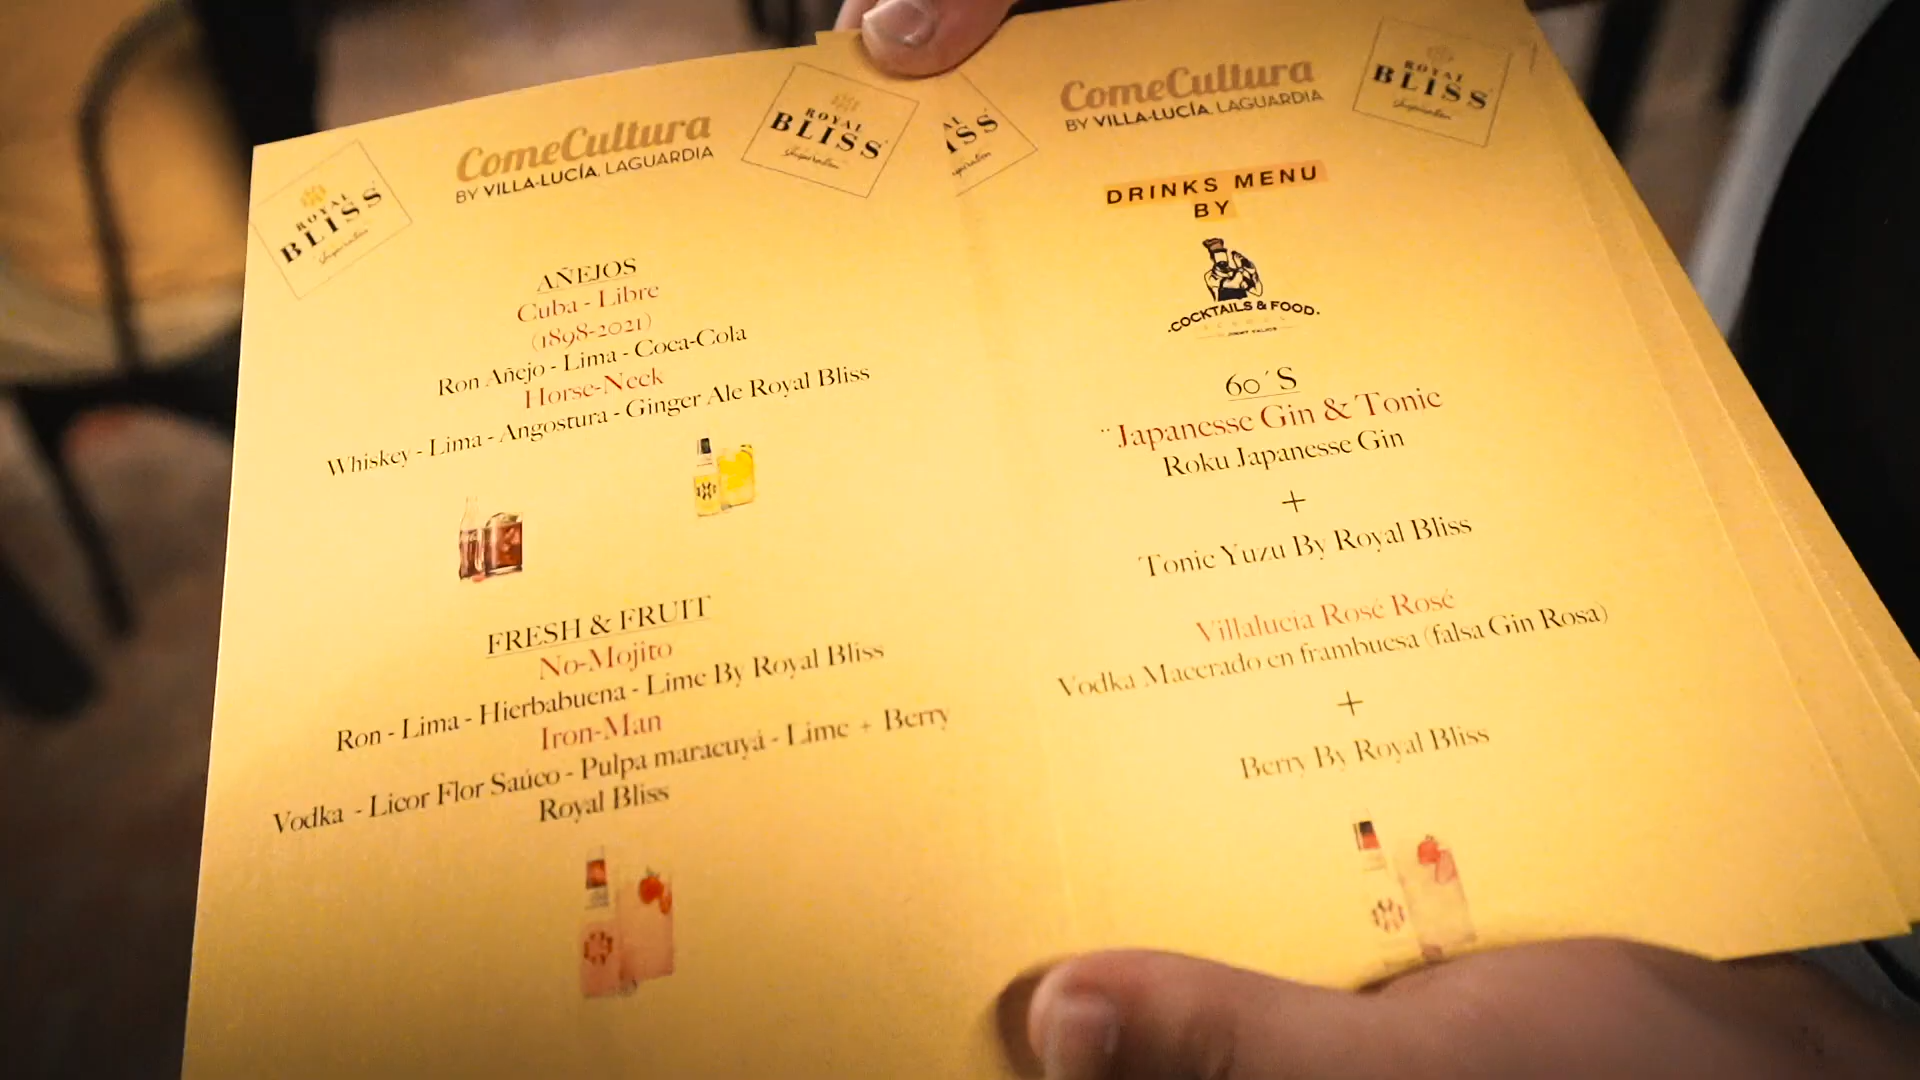 ROYAL
BLISS
ComeCultura
BY VILLA-LUCÍA, LAGUARDIA
ROYAL
BLISS
AÑEJOS
Cuba - Libre
(1898-2021)
Ron Añejo - Lima - Coca-Cola
Horse-Neck
Whiskey - Lima - Angostura - Ginger Ale Royal Bliss
FRESH & FRUIT
No-Mojito
Ron - Lima - Hierbabuena - Lime By Royal Bliss
Iron-Man
Vodka - Licor Flor Saúco - Pulpa maracuyá - Lime + Berry
Royal Bliss
ComeCultura
BY VILLA-LUCÍA, LAGUARDIA
ROYAL
BLISS
DRINKS MENU
BY
·COCKTAILS & FOOD·
60´S
¨Japanesse Gin & Tonic
Roku Japanesse Gin
+
Tonic Yuzu By Royal Bliss
Villalucia Rosé Rosé
Vodka Macerado en frambuesa (falsa Gin Rosa)
+
Berry By Royal Bliss